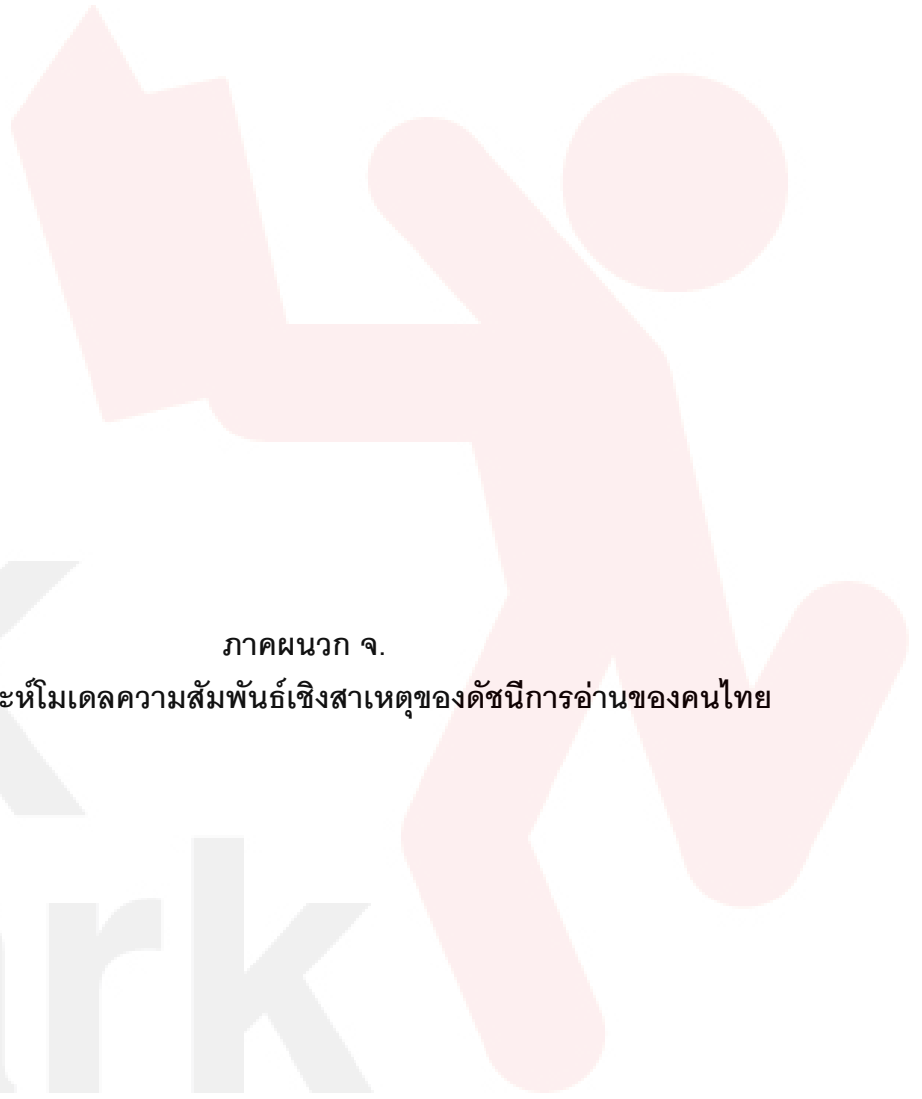 ภาคผนวก จ.
ะห์โมเดลความสัมพันธ์เชิงสาเหตุของดัชนีการอ่านของคนไทย
k
ark